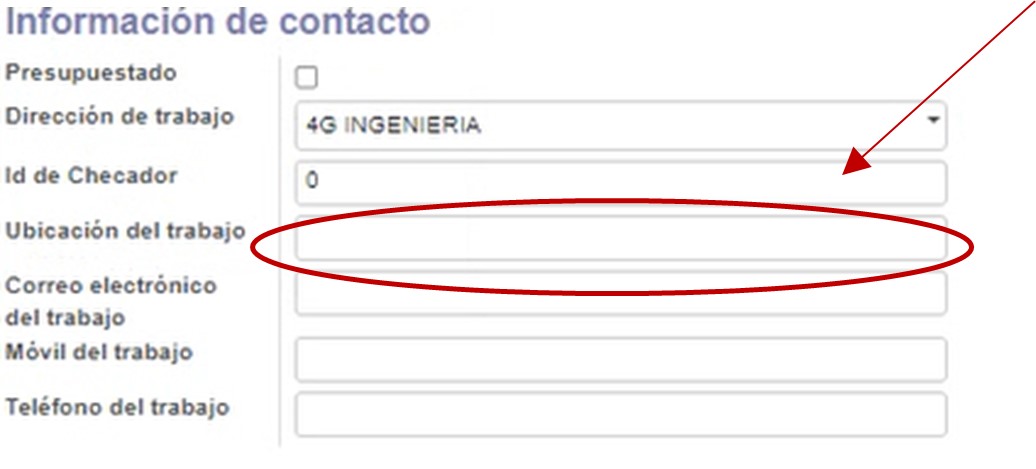 Información de contacto
Presupuestado
Dirección de trabajo
4G INGENIERIA
Id de Checador
0
Ubicación del trabajo
Correo electrónico
del trabajo
Móvil del trabajo
Teléfono del trabajo